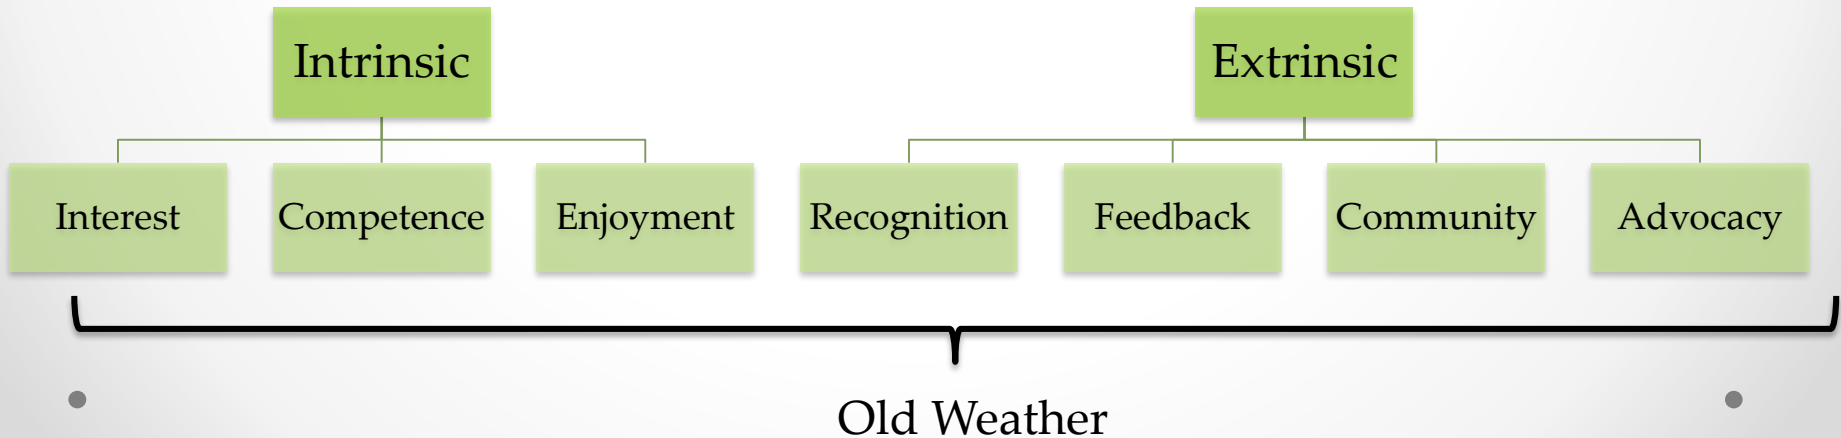 Intrinsic
Extrinsic
Interest
Competence
Enjoyment
Recognition
Feedback
Community
Advocacy
Old Weather